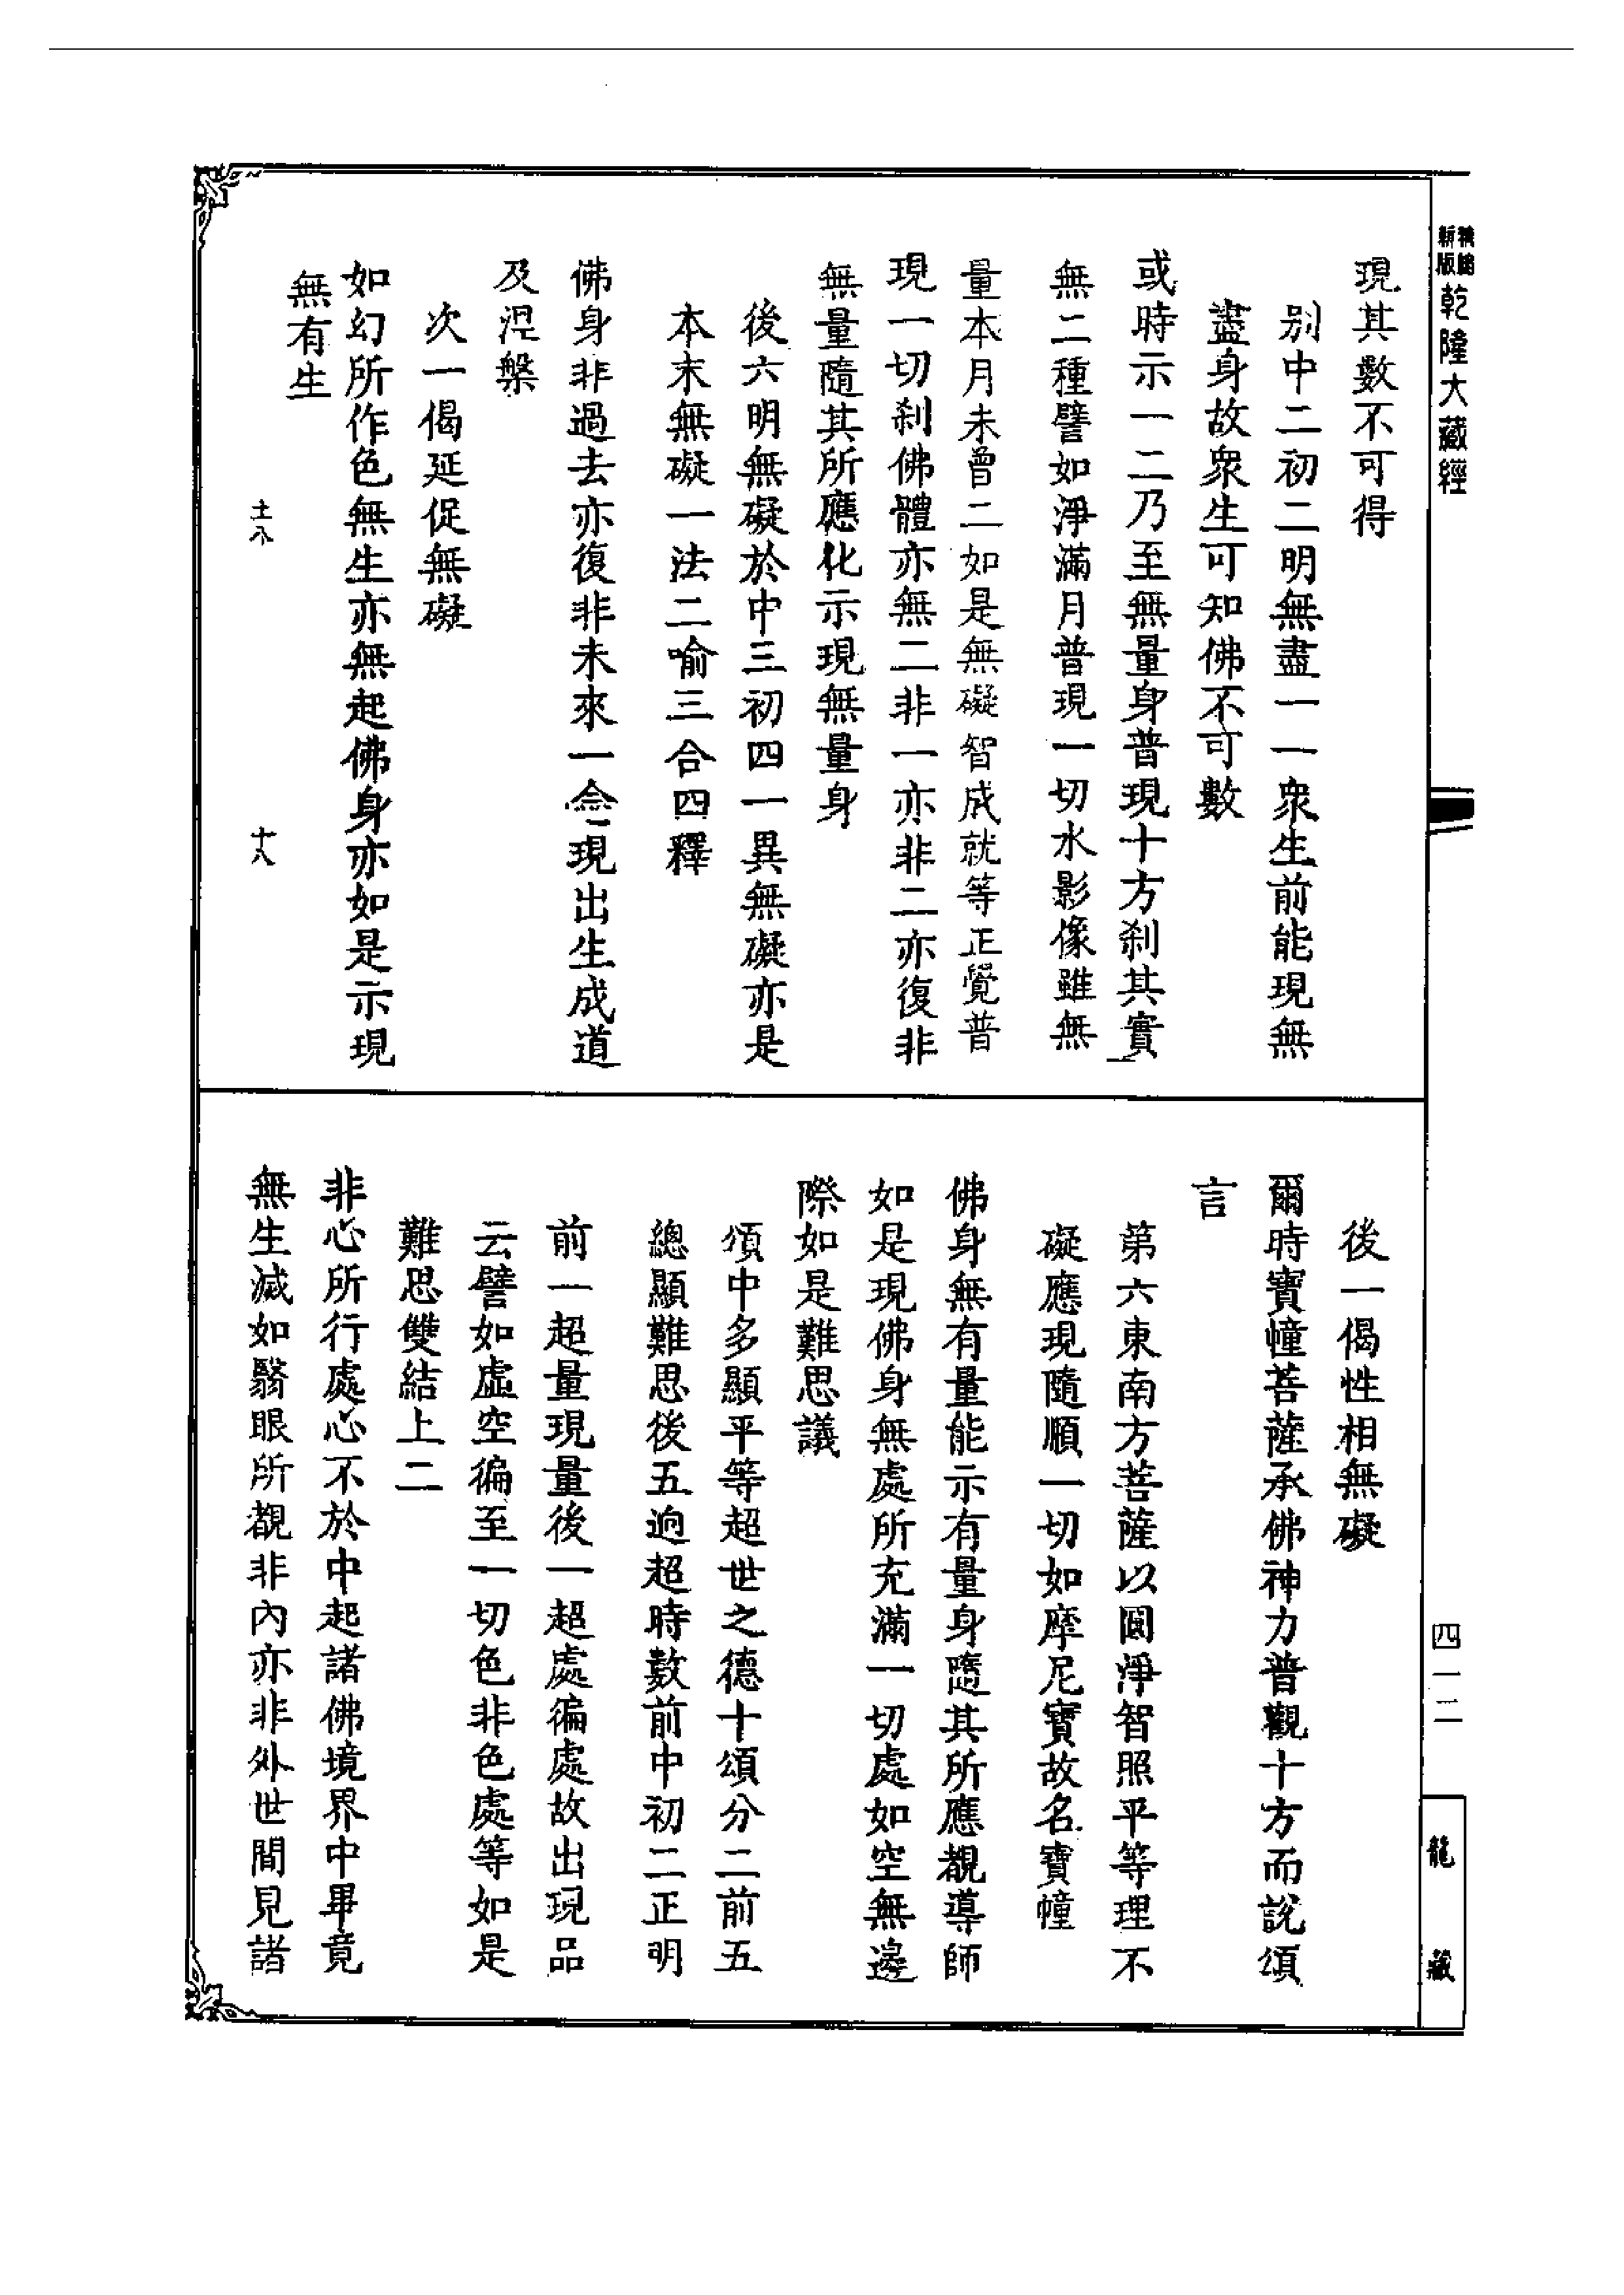 精縮新版乾隆大藏經
現其數不可得
別中二初二明無盡一一衆生前能現無
盡身故衆生可知佛不可數
或時示一二乃至無量身普現十方刹其實
無二種譬如淨滿月普現一切水影像雖無
量本月未曾二如是無礙智成就等正覺普
現一切刹佛體亦無二非一亦非二亦復非
無量隨其所應化示現無量身
後六明無礙於中三初四一異無礙亦是
本末無礙一法二喻三合四釋
佛身非過去亦復非未來一念現出生成道
及涅槃
次一偈延促無礙
如幻所作色無生亦無起佛身亦如是示現
無有生
十八
後一偈性相無礙
爾時寶幢菩薩承佛神力普觀十方而說頌
言
第六東南方菩薩以圓淨智照平等理不
礙應現隨順一切如摩尼寶故名寶幢
佛身無有量能示有量身隨其所應覩導師
如是現佛身無處所充滿一切處如空無邊
際如是難思議
頌中多顯平等超世之德十頌分二前五
總顯難思後五逈超時數前中初二正明
前一超量現量後一超處徧處故出現品
云譬如虛空徧至一切色非色處等如是
難思雙結上二
非心所行處心不於中起諸佛境界中畢竟
無生滅如翳眼所覩非內亦非外世間見諸
四一二
龍藏